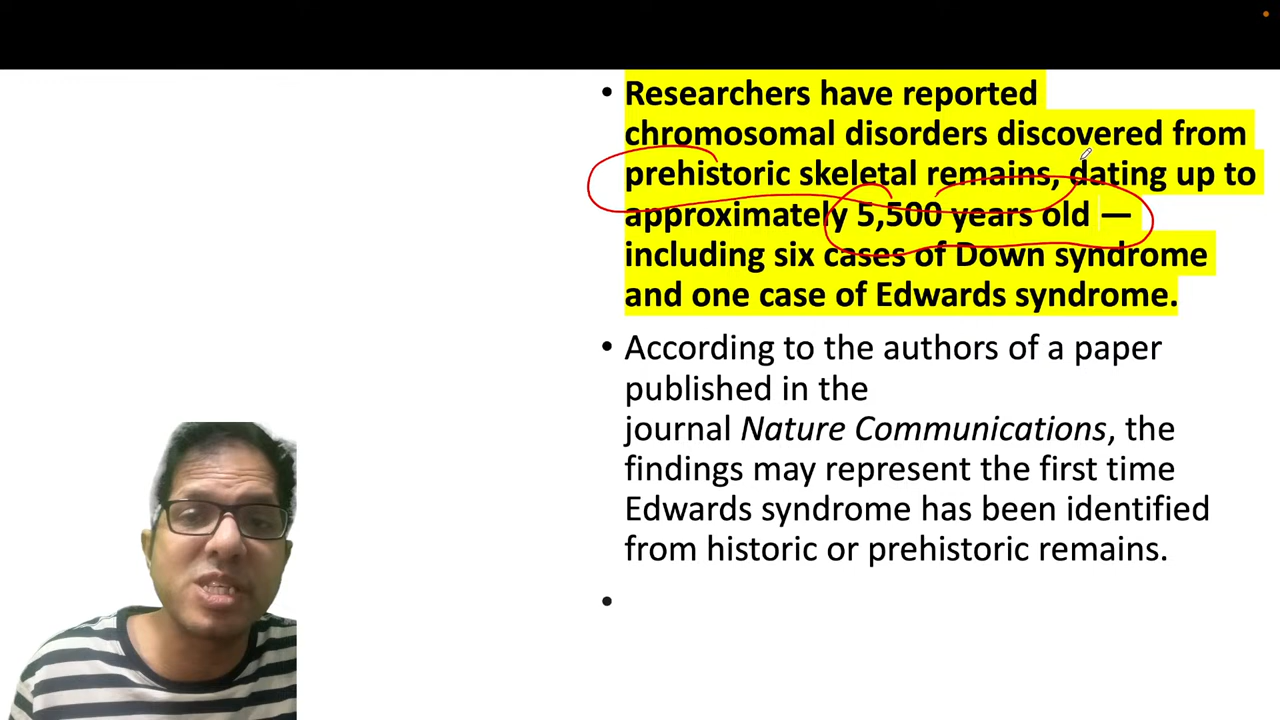 • Researchers have reported
chromosomal disorders discovered from
prehistoric skeletal remains, dating up to
approximately 5,500 years old —
including six cases of Down syndrome
and one case of Edwards syndrome.
• According to the authors of a paper
published in the
journal Nature Communications, the
findings may represent the first time
Edwards syndrome has been identified
from historic or prehistoric remains.
•